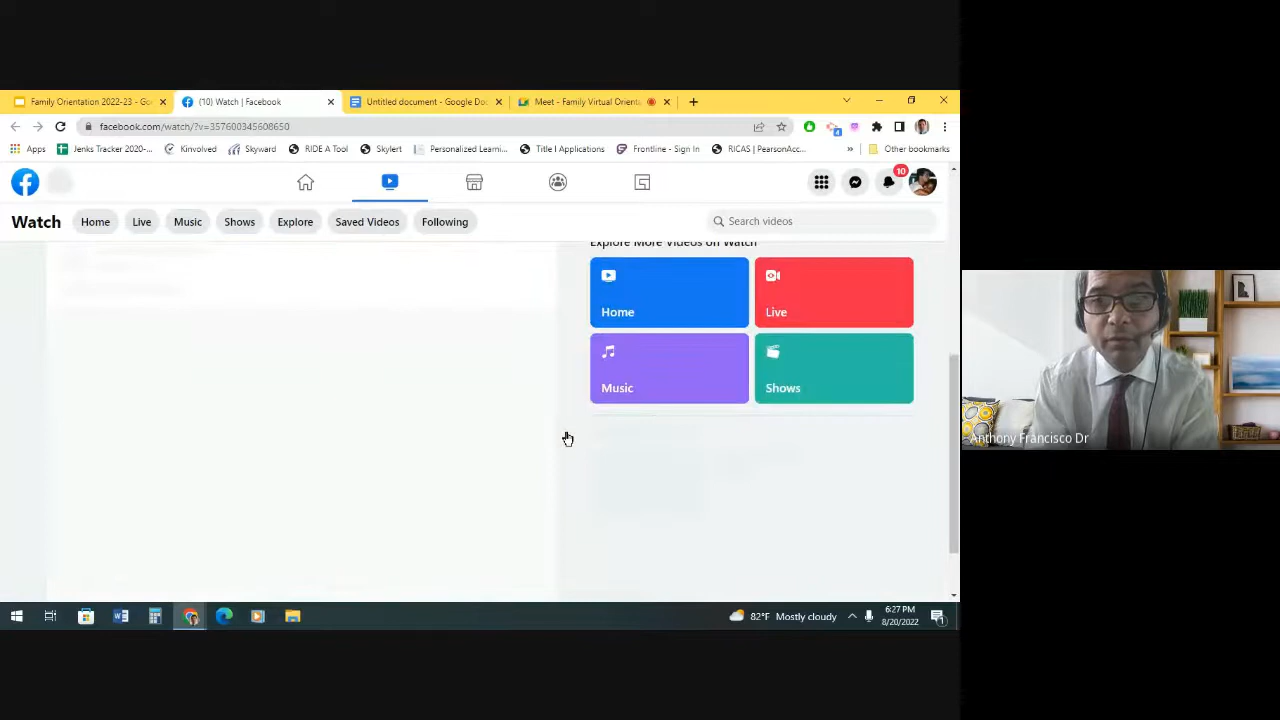 Family Orientation 2022-23 - Go
(10) Watch | Facebook
Untitled document - Google Doc
Meet - Family Virtual Orient
facebook.com/watch/?v=357600345608650
Apps
Jenks Tracker 2020-...
Kinvolved
Skyward
RIDE A Tool
Skylert
Personalized Learni...
Title I Applications
Frontline - Sign In
RICAS | PearsonAcc...
»
Other bookmarks
10
Watch
Home
Live
Music
Shows
Explore
Saved Videos
Following
Search videos
Explore More Videos on Watch
Home
Live
Music
Shows
Anthony Francisco Dr
82°F Mostly cloudy
6:27 PM
8/20/2022